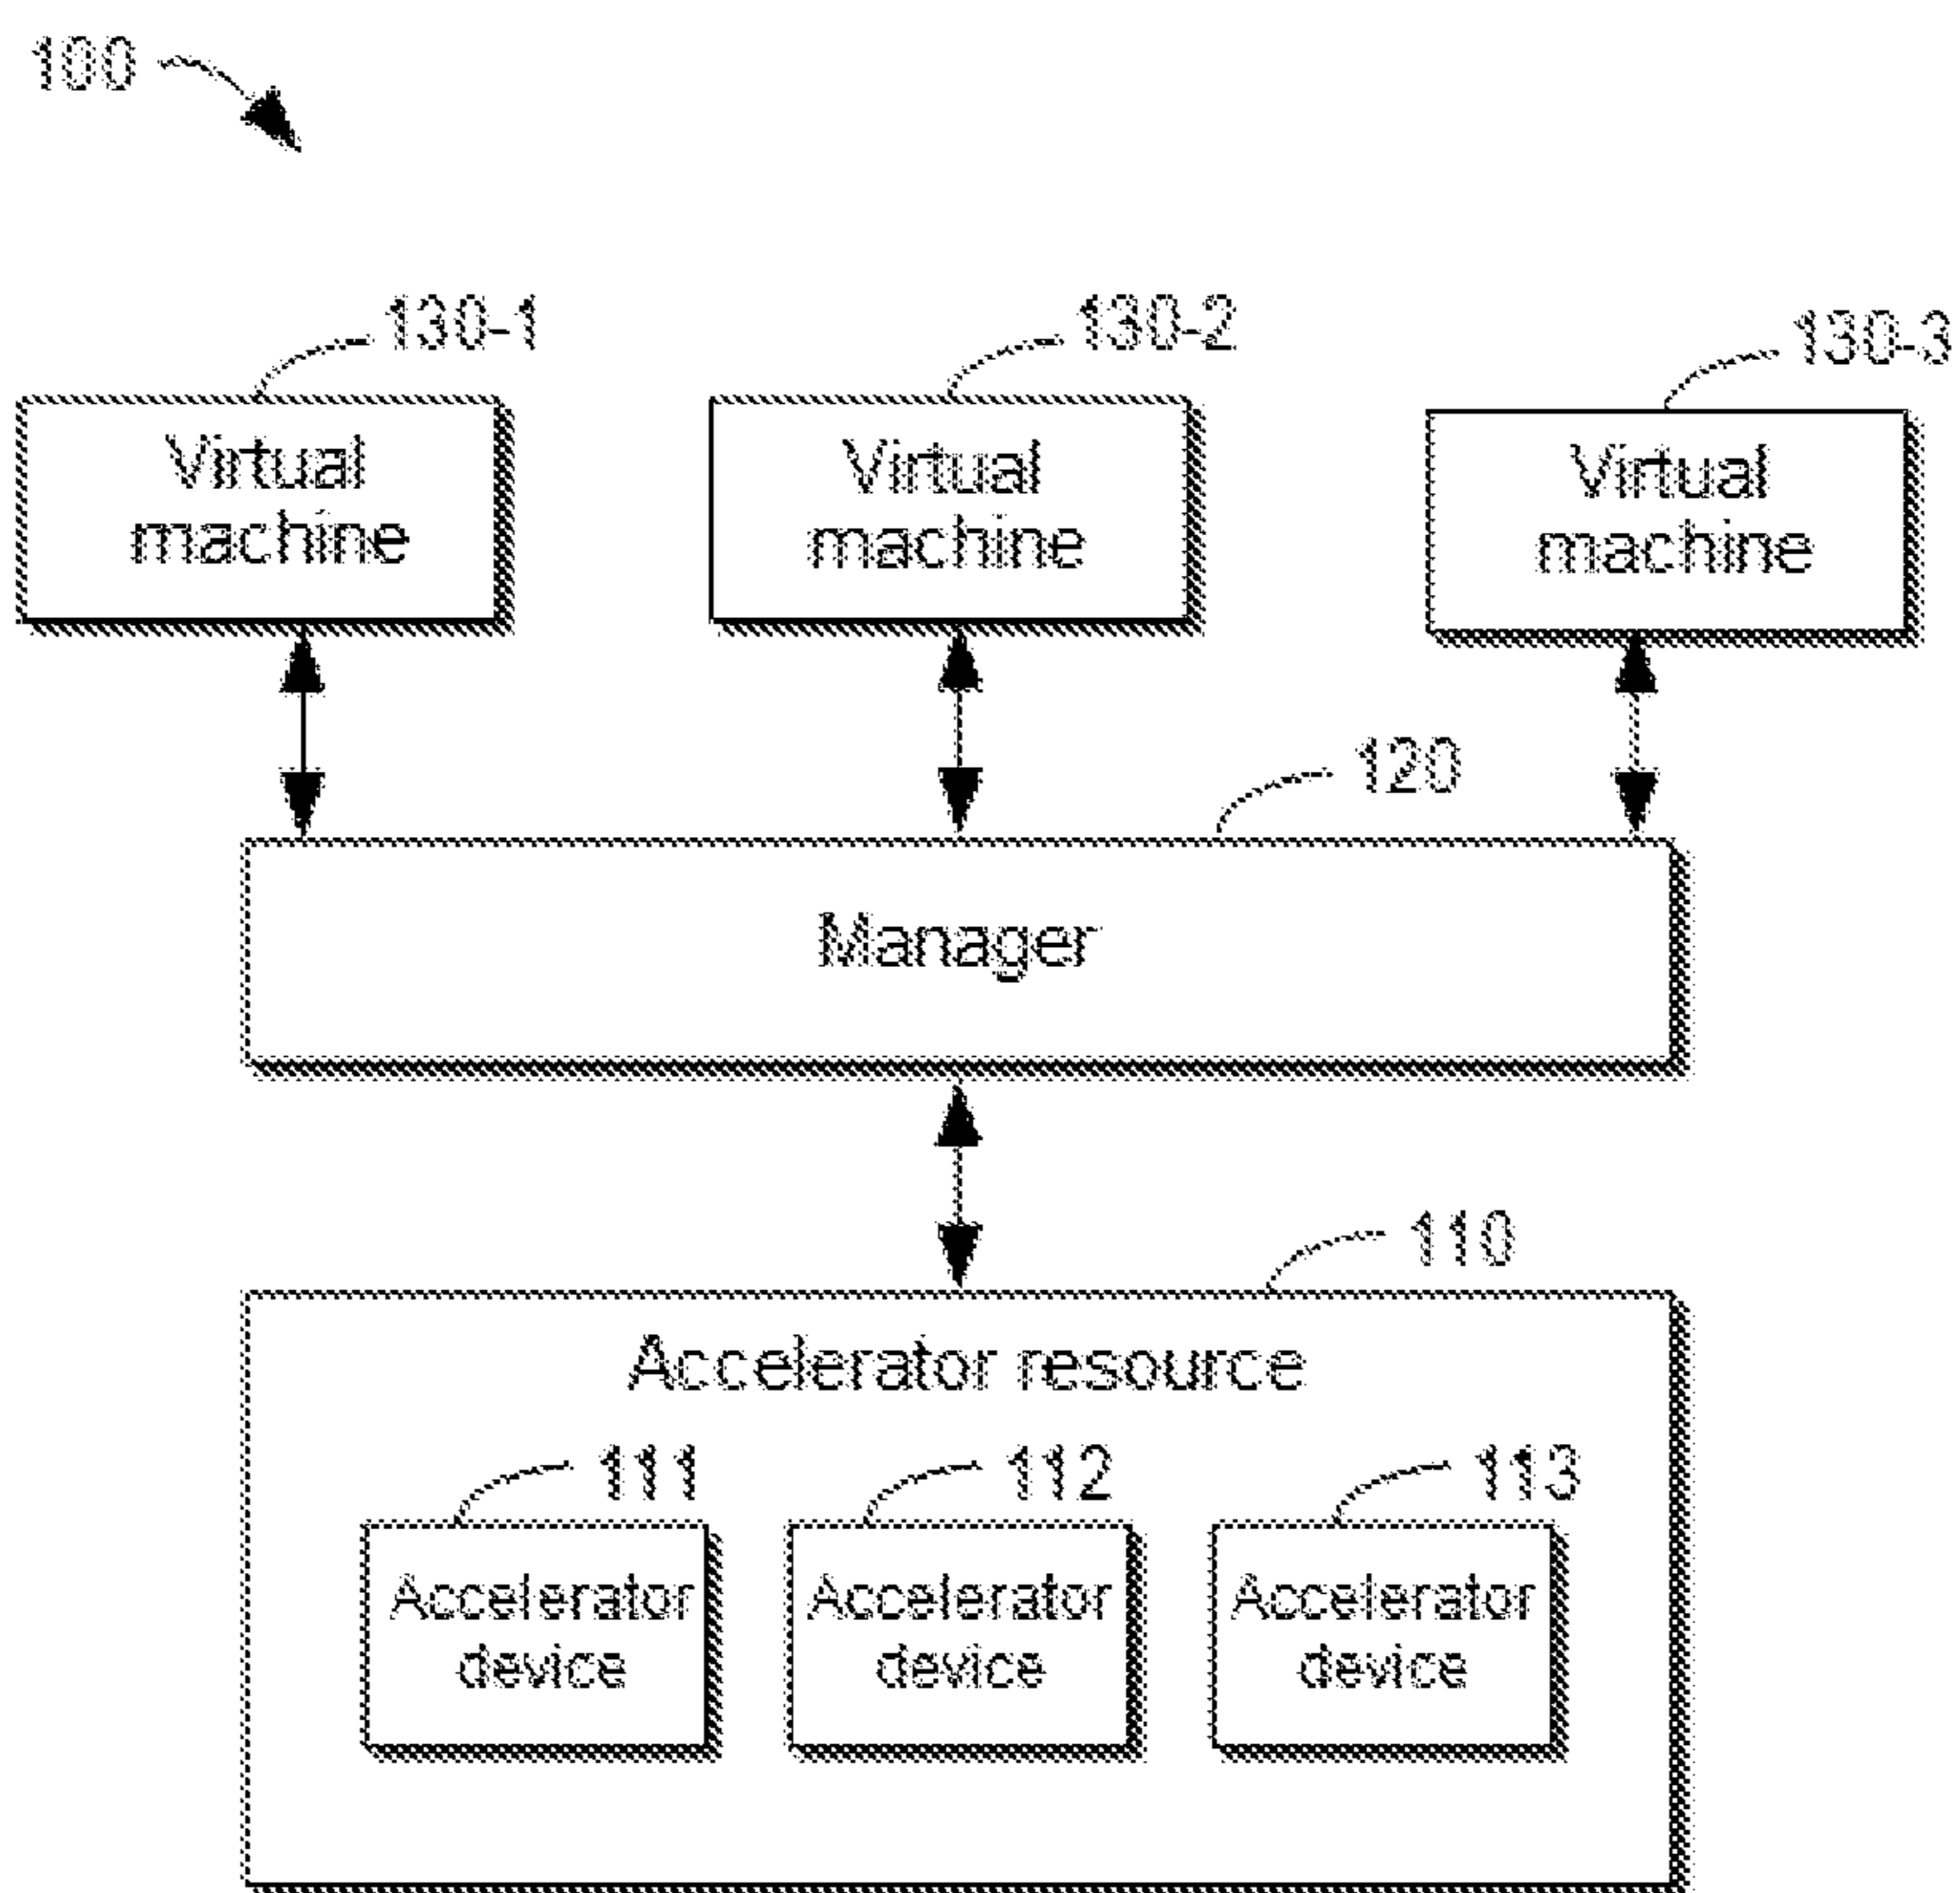 100
130-1
130-2
130-3
Virtual
machine
Virtual
machine
Virtual
machine
120
Manager
110
Accelerator resource
111
112
113
Accelerator
device
Accelerator
device
Accelerator
device